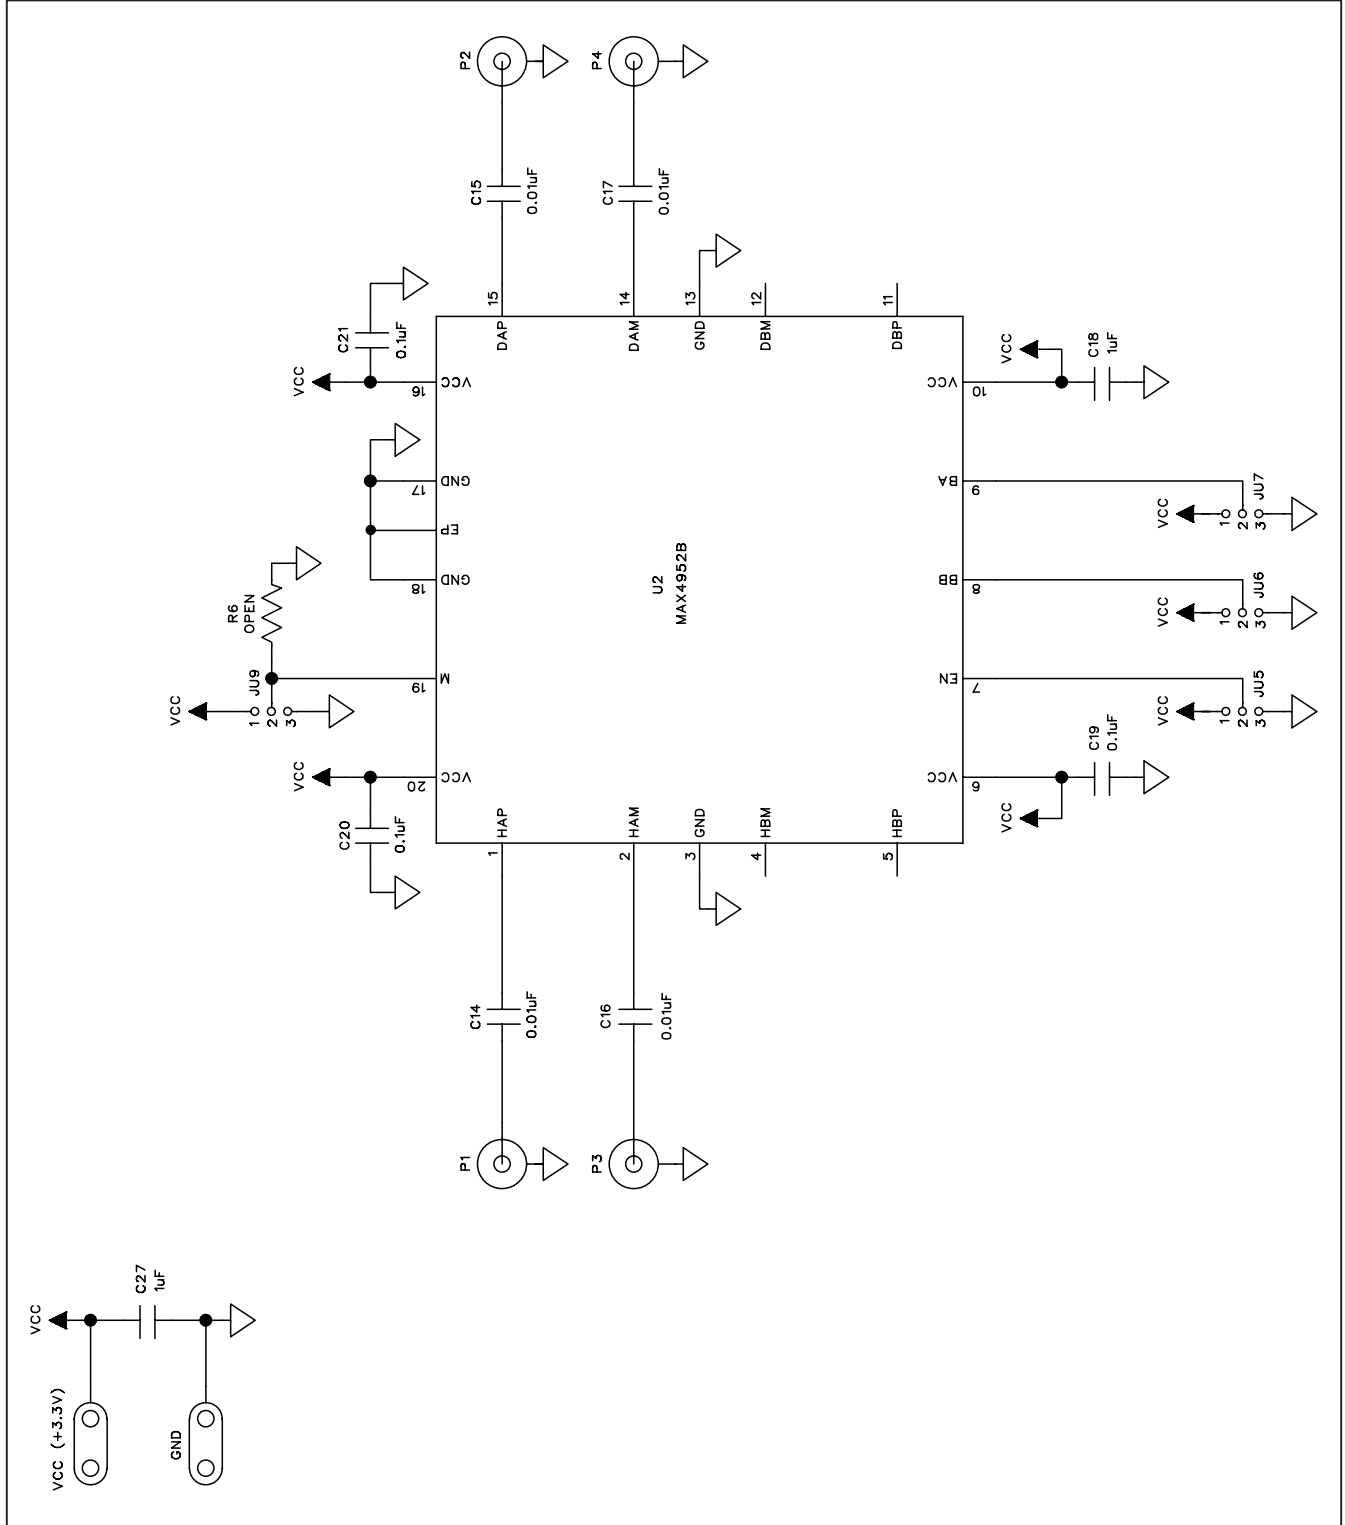 P2
P4
C15
0.01uF
C17
0.01uF
VCC
C21
0.1uF
15
DAP
14
DAM
13
GND
12
DBM
11
DBP
16
VCC
17
GND
EP
18
GND
19
M
20
VCC
R6
OPEN
VCC
JU9
1
2
3
VCC
C20
0.1uF
U2
MAX4952B
VCC
10
VCC
C18
1uF
BA
9
VCC
JU7
1
2
3
BB
8
VCC
JU6
1
2
3
EN
7
VCC
JU5
1
2
3
VCC
6
VCC
C19
0.1uF
HAP
1
HAM
2
GND
3
HBM
4
HBP
5
C14
0.01uF
C16
0.01uF
P1
P3
VCC
C27
1uF
VCC (+3.3V)
GND